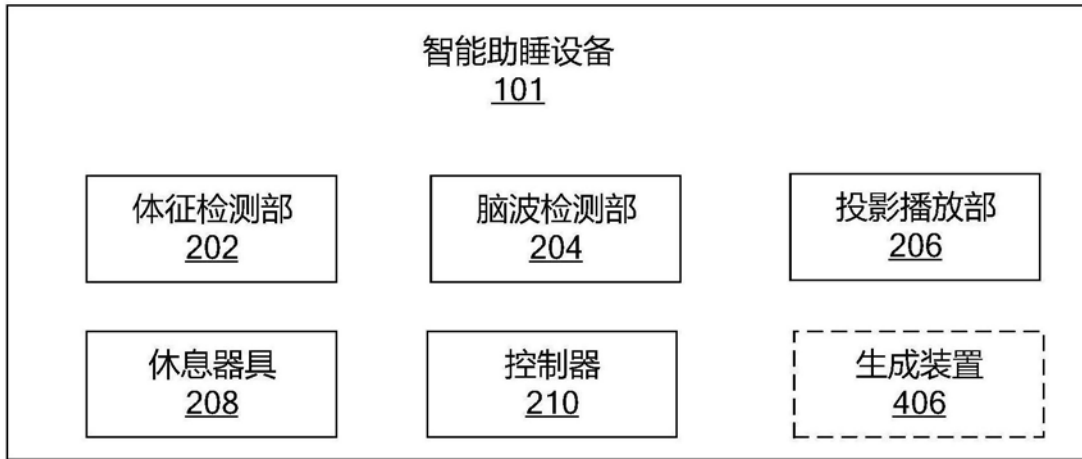 智能助睡设备
101
体征检测部
202
脑波检测部
204
投影播放部
206
休息器具
208
控制器
210
生成装置
406